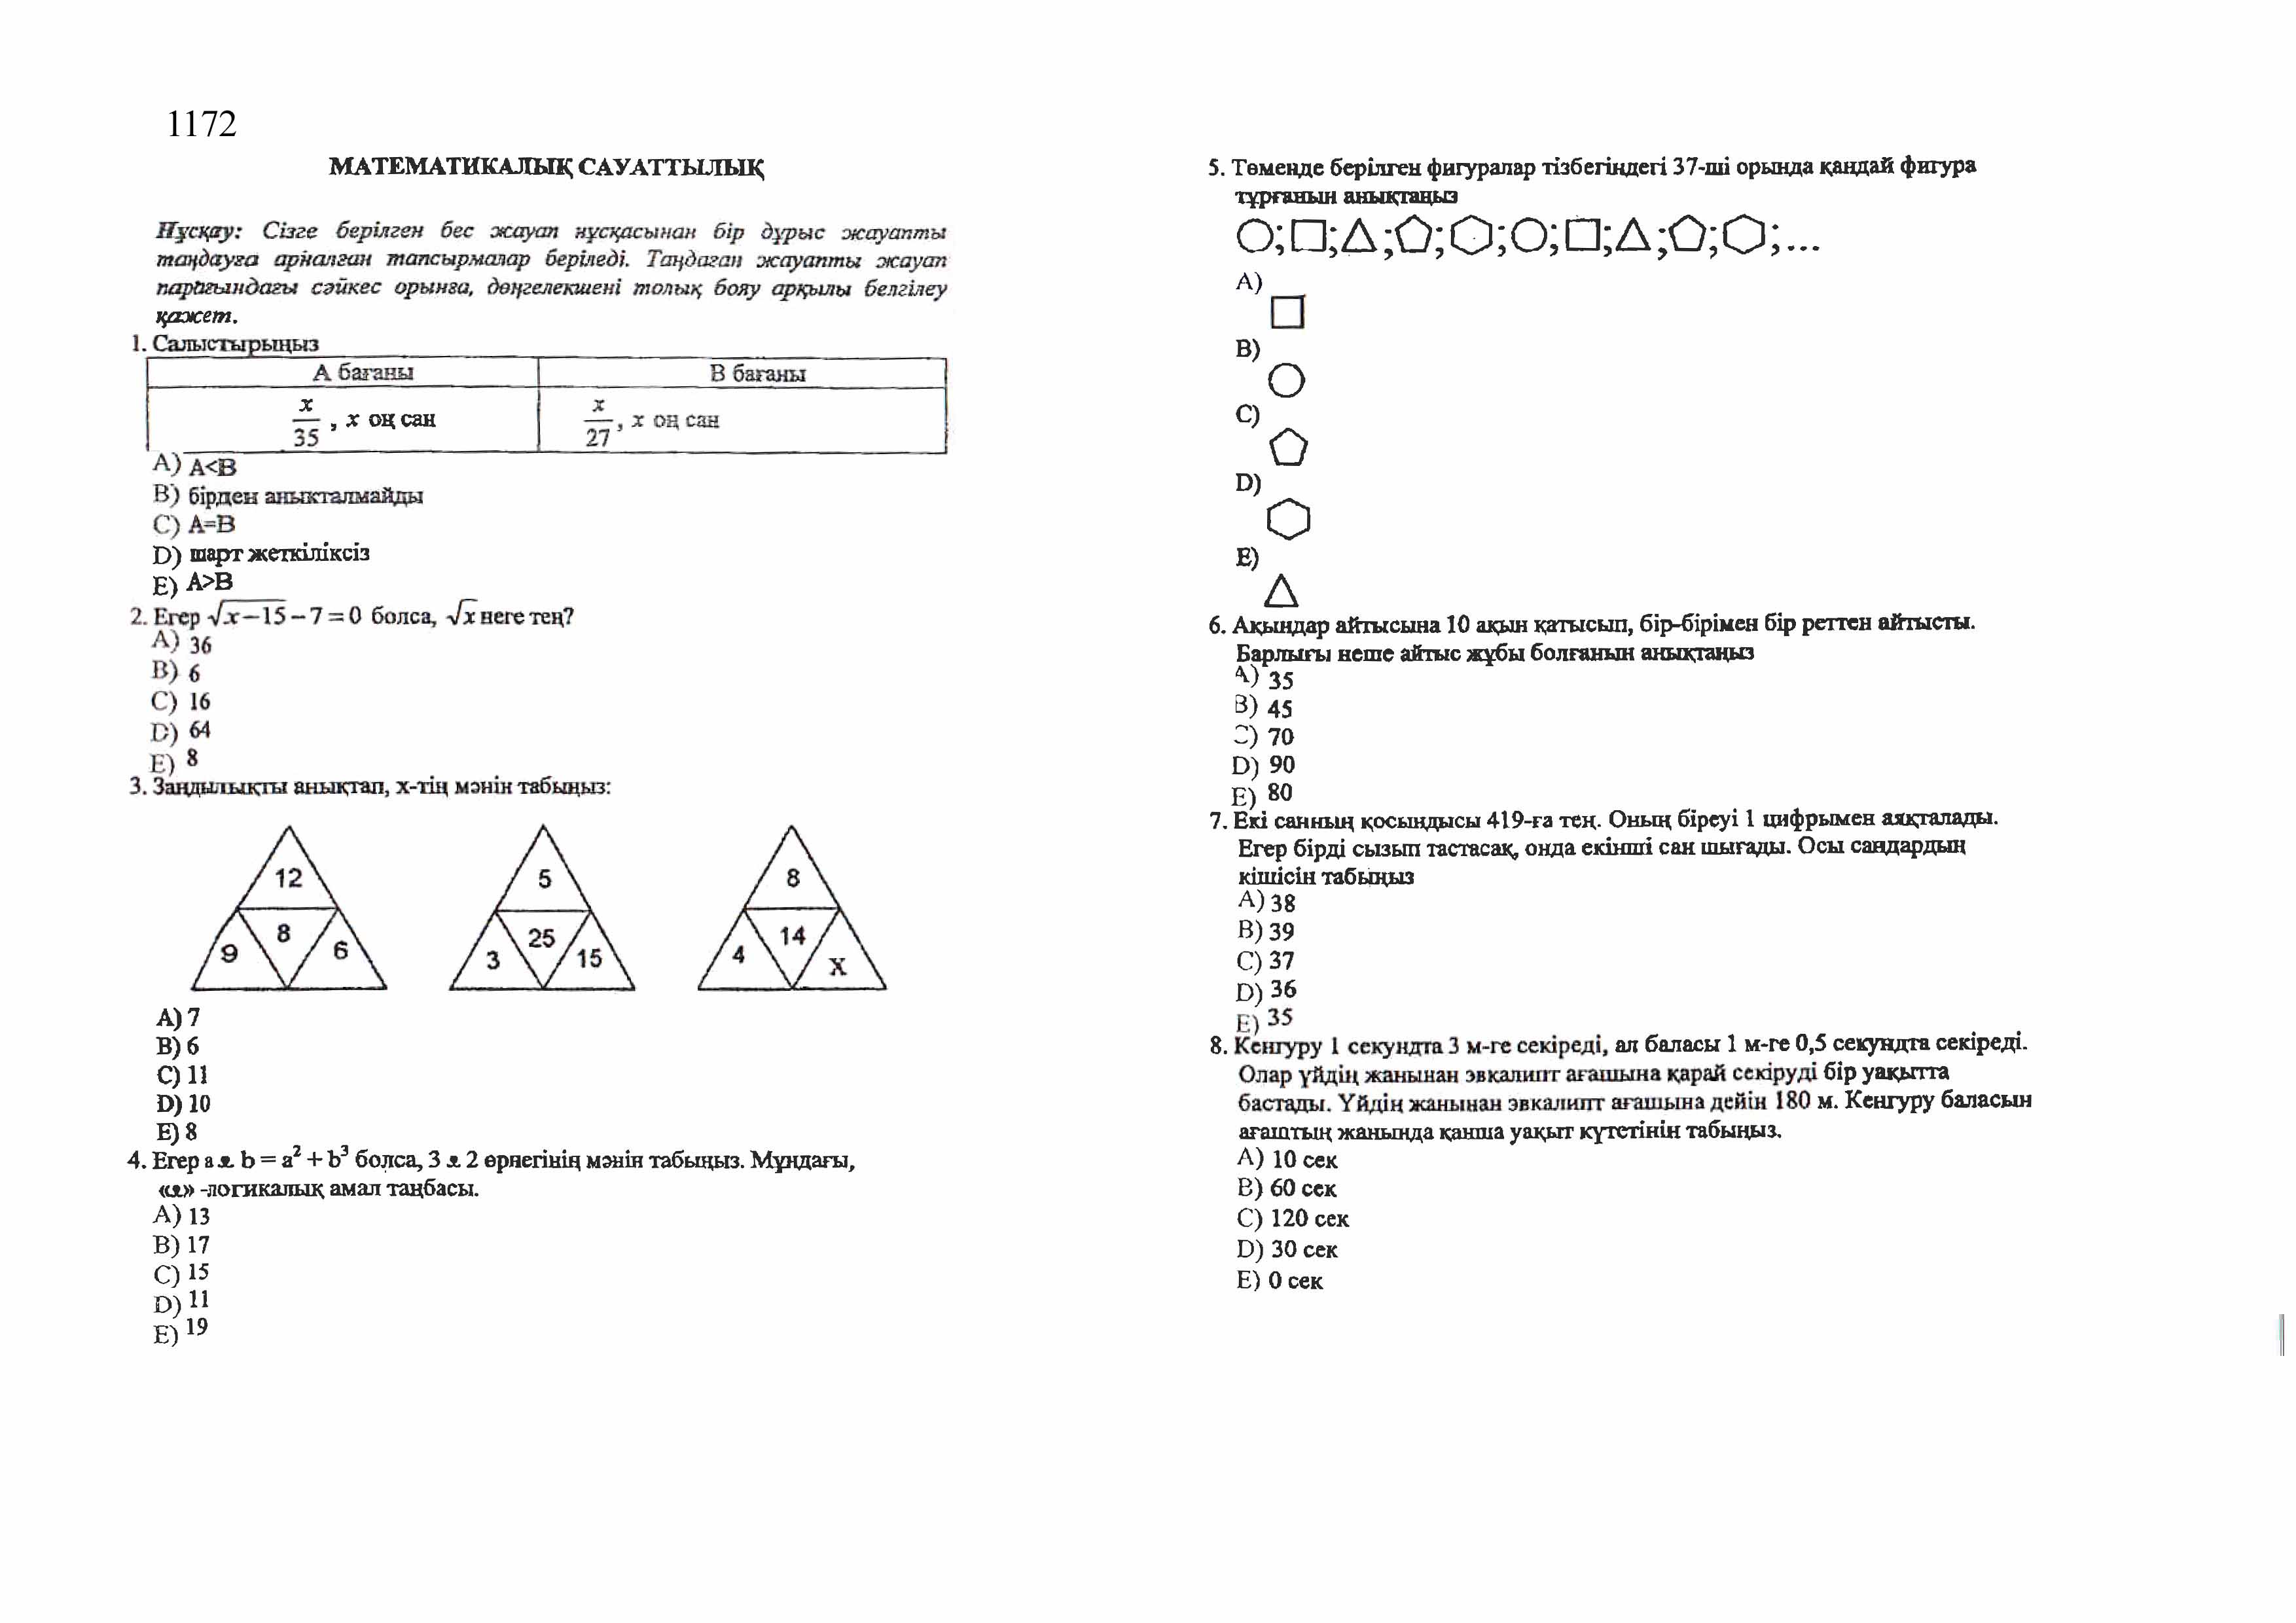 1172
МАТЕМАТИКАЛЫҚ САУАТТЫЛЫҚ
Нұсқау: Сізге берілген бес жауап нұсқасынан бір дұрыс жауапты
таңдауға арналған тапсырмалар беріледі. Таңдаған жауапты жауап
парағындағы сәйкес орынға, дөңгелекшені толық бояу арқылы белгілеу
қажет.
1. Салыстырыңыз
А бағаны В бағаны
x/35 , x оң сан x/27 , x оң сан
A) A<B
B) бірден анықталмайды
C) A=B
D) шарт жеткіліксіз
E) A>B
2. Егер √x−15 − 7 = 0 болса, √x неге тең?
A) 36
B) 6
C) 16
D) 64
E) 8
3. Заңдылықты анықтап, x-тің мәнін табыңыз:
12 5 8
9 8 6 3 25 15 4 14 X
A) 7
B) 6
C) 11
D) 10
E) 8
4. Егер a ᴥ b = a² + b³ болса, 3 ᴥ 2 өрнегінің мәнін табыңыз. Мұндағы,
«ᴥ» -логикалық амал таңбасы.
A) 13
B) 17
C) 15
D) 11
E) 19
5. Төменде берілген фигуралар тізбегіндегі 37-ші орында қандай фигура
тұрғанын анықтаңыз
○;□;△;⬠;⬡;○;□;△;⬠;⬡;...
A)
□
B)
○
C)
⬠
D)
⬡
E)
△
6. Ақындар айтысына 10 ақын қатысып, бір-бірімен бір реттен айтысты.
Барлығы неше айтыс жұбы болғанын анықтаңыз
A) 35
B) 45
C) 70
D) 90
E) 80
7. Екі санның қосындысы 419-ға тең. Оның біреуі 1 цифрымен аяқталады.
Егер бірді сызып тастасақ, онда екінші сан шығады. Осы сандардың
кішісін табыңыз
A) 38
B) 39
C) 37
D) 36
E) 35
8. Кенгуру 1 секундта 3 м-ге секіреді, ал баласы 1 м-ге 0,5 секундта секіреді.
Олар үйдің жанынан эвкалипт ағашына қарай секіруді бір уақытта
бастады. Үйдің жанынан эвкалипт ағашына дейін 180 м. Кенгуру баласын
ағаштың жанында қанша уақыт күтетінін табыңыз.
A) 10 сек
B) 60 сек
C) 120 сек
D) 30 сек
E) 0 сек